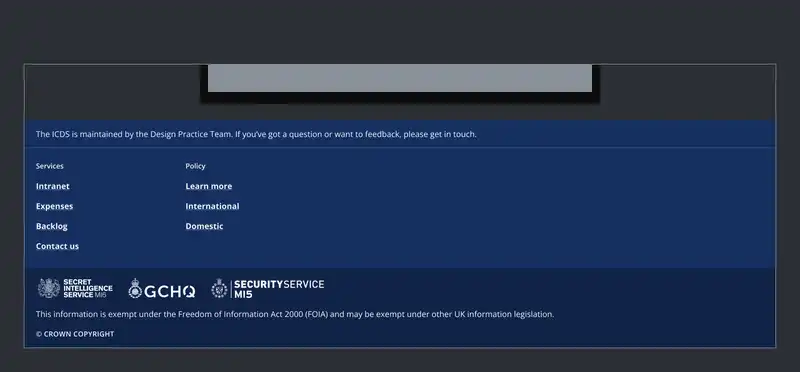 The ICDS is maintained by the Design Practice Team. If you've got a question or want to feedback, please get in touch.
Services
Intranet
Expenses
Backlog
Contact us
Policy
Learn more
International
Domestic
SECRET
INTELLIGENCE
SERVICE MI6
GCHQ
SECURITY SERVICE
MI5
This information is exempt under the Freedom of Information Act 2000 (FOIA) and may be exempt under other UK information legislation.
© CROWN COPYRIGHT